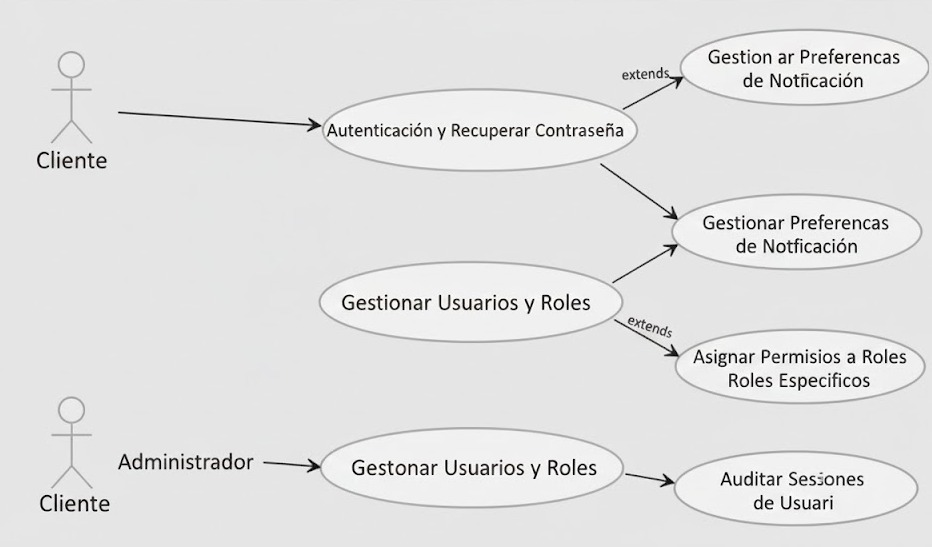 Gestion ar Preferencas
de Notficación
extends
Autenticación y Recuperar Contraseña
Cliente
Gestionar Preferencas
de Notficación
Gestionar Usuarios y Roles
extends
Asignar Permisios a Roles
Roles Especificos
Administrador
Gestonar Usuarios y Roles
Auditar Sessiones
de Usuari
Cliente